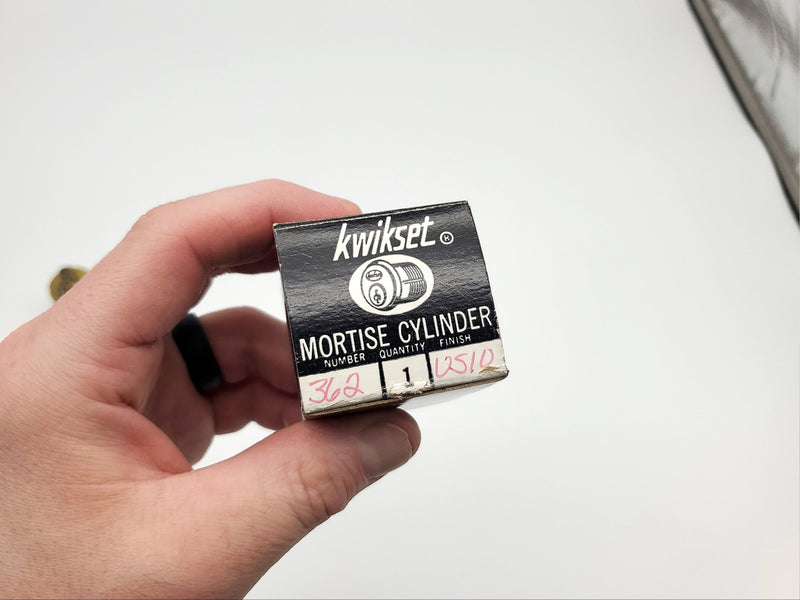 kwikset
MORTISE CYLINDER
NUMBER QUANTITY FINISH
362 1 US10